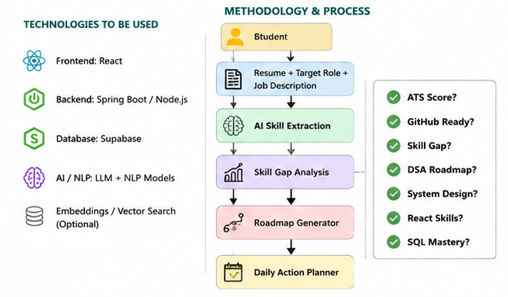 METHODOLOGY & PROCESS
TECHNOLOGIES TO BE USED
Frontend: React
Backend: Spring Boot / Node.js
Database: Supabase
AI / NLP: LLM + NLP Models
Embeddings / Vector Search
(Optional)
Btudent
Resume + Target Role +
Job Description
AI Skill Extraction
Skill Gap Analysis
Roadmap Generator
Daily Action Planner
ATS Score?
GitHub Ready?
Skill Gap?
DSA Roadmap?
System Design?
React Skills?
SQL Mastery?